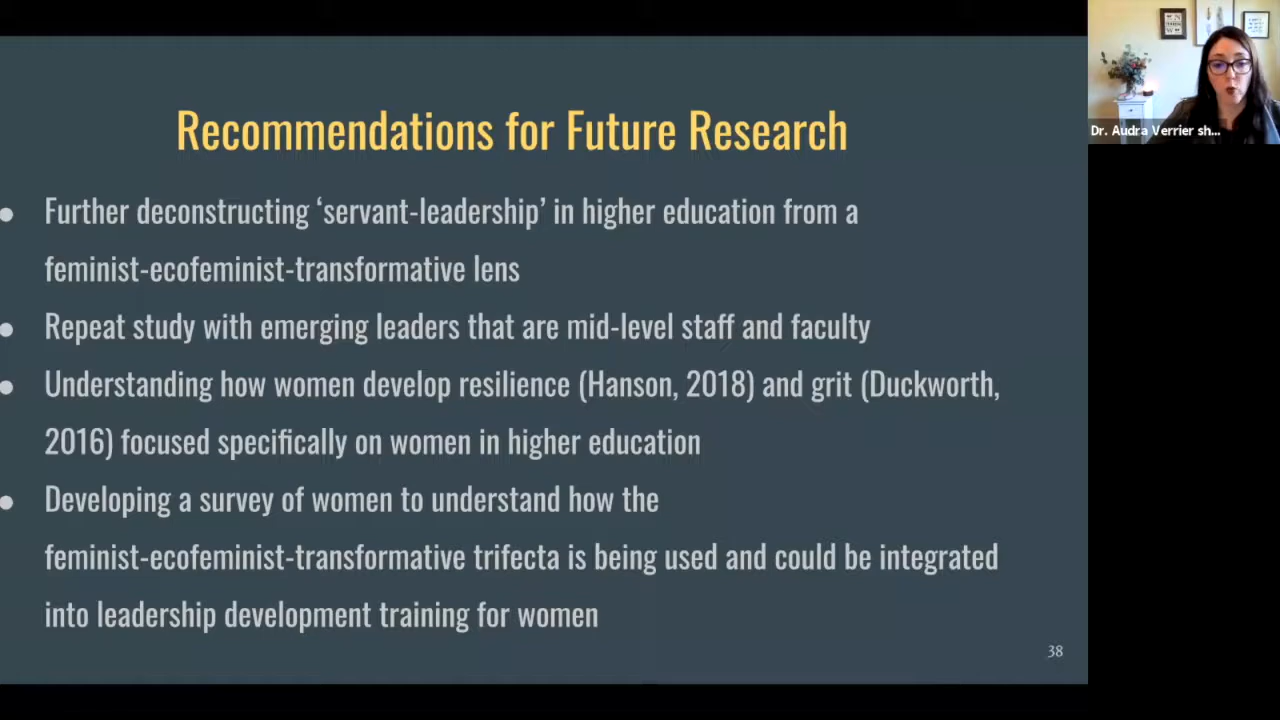 Recommendations for Future Research
● Further deconstructing ‘servant-leadership’ in higher education from a
feminist-ecofeminist-transformative lens
● Repeat study with emerging leaders that are mid-level staff and faculty
● Understanding how women develop resilience (Hanson, 2018) and grit (Duckworth,
2016) focused specifically on women in higher education
● Developing a survey of women to understand how the
feminist-ecofeminist-transformative trifecta is being used and could be integrated
into leadership development training for women
38
Dr. Audra Verrier sh...